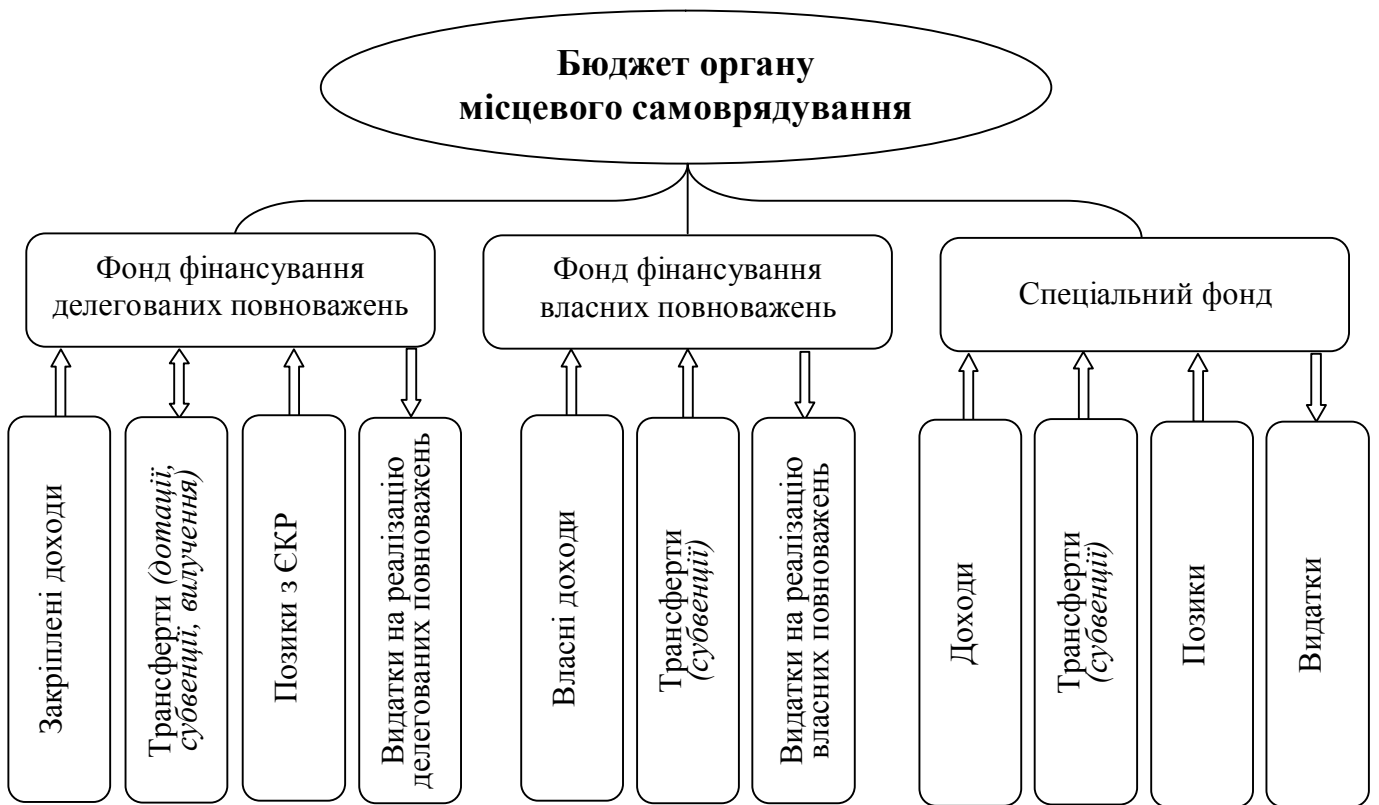 Бюджет органу
місцевого самоврядування
Фонд фінансування
делегованих повноважень
Фонд фінансування
власних повноважень
Спеціальний фонд
Закріплені доходи
Трансферти (дотації,
субвенції, вилучення)
Позики з ЄКР
Видатки на реалізацію
делегованих повноважень
Власні доходи
Трансферти
(субвенції)
Видатки на реалізацію
власних повноважень
Доходи
Трансферти
(субвенції)
Позики
Видатки